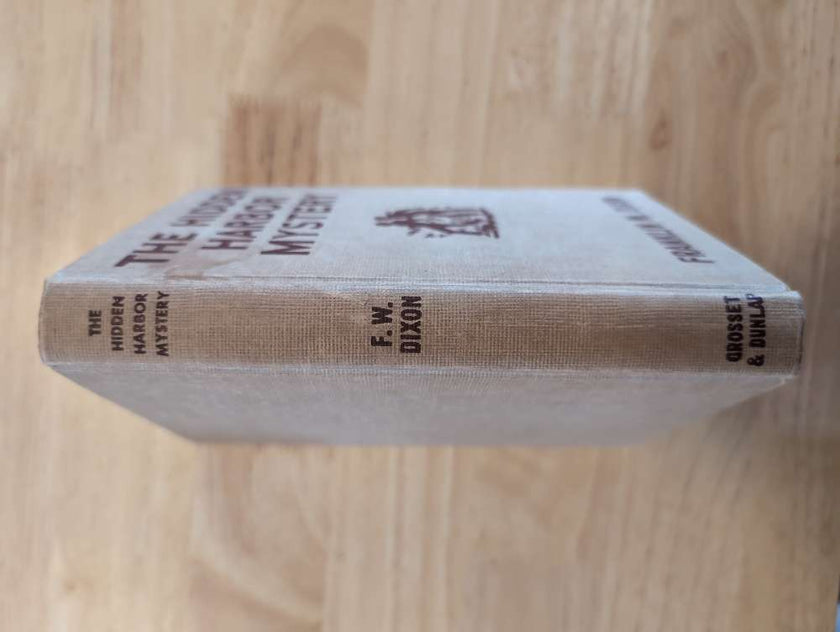 THE HIDDEN
HARBOR
MYSTERY
THE
HIDDEN
HARBOR
MYSTERY
F. W.
DIXON
GROSSET
& DUNLAP